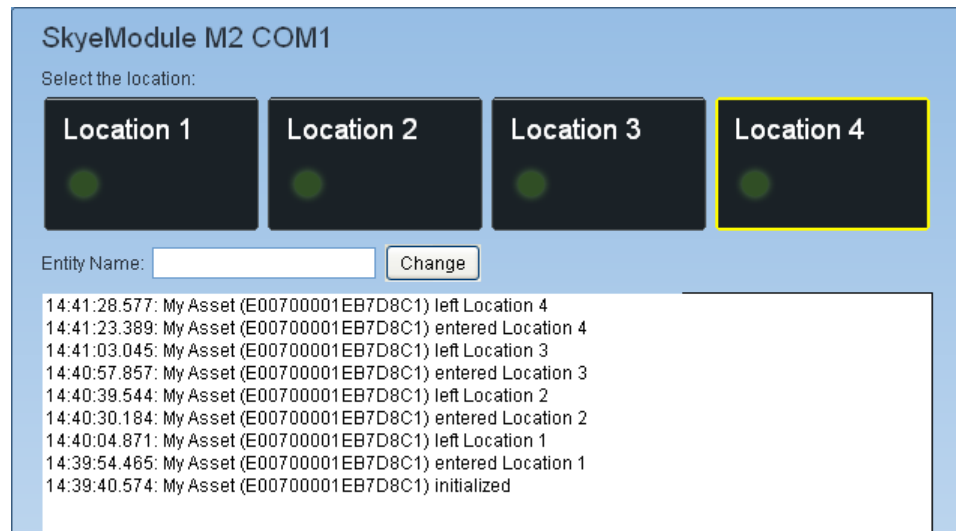 SkyeModule M2 COM1
Select the location:
Location 1
Location 2
Location 3
Location 4
Entity Name:
Change
14:41:28.577: My Asset (E00700001EB7D8C1) left Location 4
14:41:23.389: My Asset (E00700001EB7D8C1) entered Location 4
14:41:03.045: My Asset (E00700001EB7D8C1) left Location 3
14:40:57.857: My Asset (E00700001EB7D8C1) entered Location 3
14:40:39.544: My Asset (E00700001EB7D8C1) left Location 2
14:40:30.184: My Asset (E00700001EB7D8C1) entered Location 2
14:40:04.871: My Asset (E00700001EB7D8C1) left Location 1
14:39:54.465: My Asset (E00700001EB7D8C1) entered Location 1
14:39:40.574: My Asset (E00700001EB7D8C1) initialized